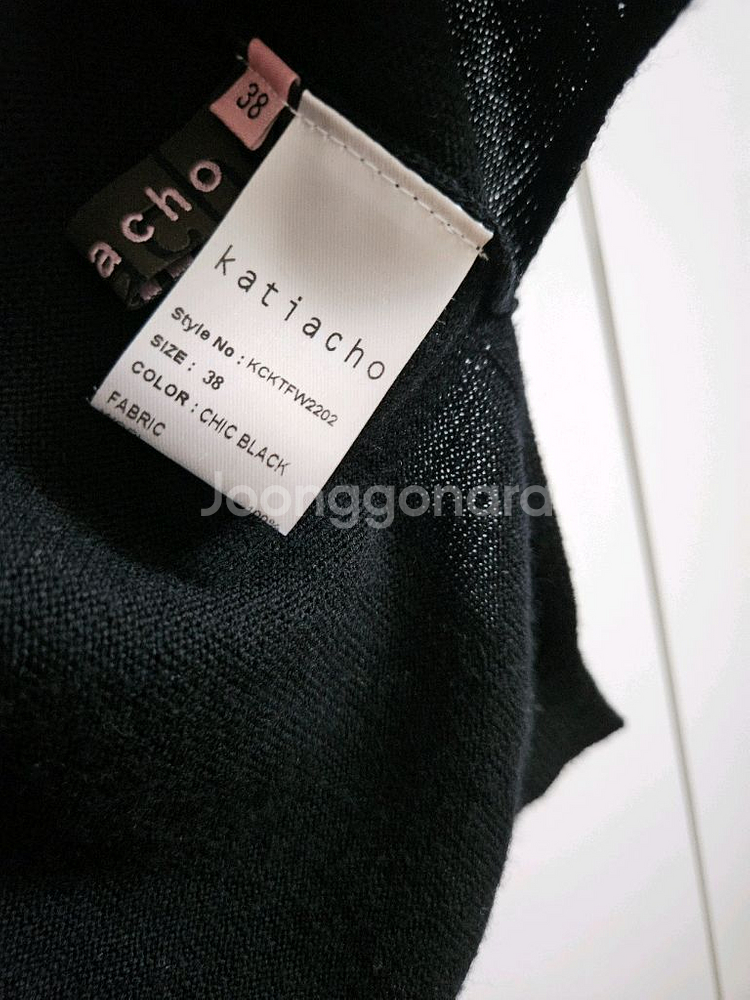 38
acho
katiacho
Style No : KCKTFW2202
SIZE : 38
COLOR : CHIC BLACK
FABRIC
Joonggonara